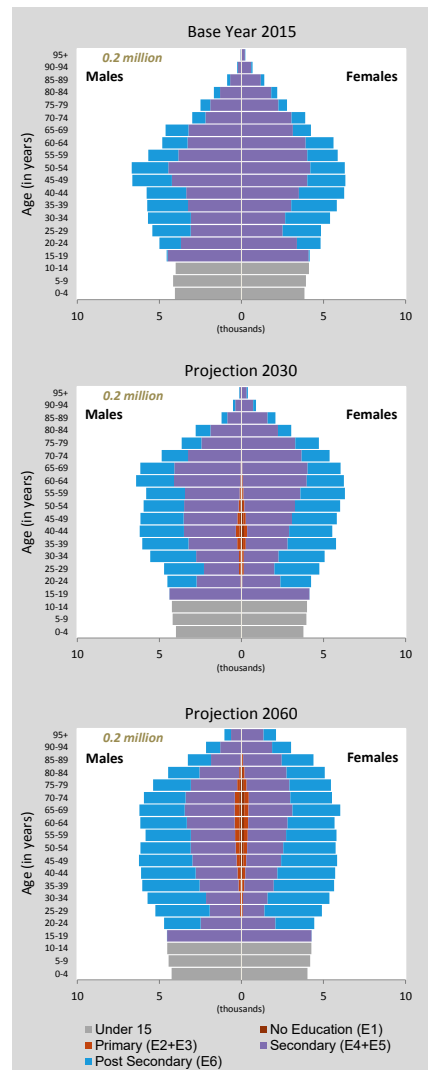 Base Year 2015
0.2 million
Males
Females
Age (in years)
95+
90-94
85-89
80-84
75-79
70-74
65-69
60-64
55-59
50-54
45-49
40-44
35-39
30-34
25-29
20-24
15-19
10-14
5-9
0-4
10 5 0 5 10
(thousands)
Projection 2030
0.2 million
Males
Females
Age (in years)
95+
90-94
85-89
80-84
75-79
70-74
65-69
60-64
55-59
50-54
45-49
40-44
35-39
30-34
25-29
20-24
15-19
10-14
5-9
0-4
10 5 0 5 10
(thousands)
Projection 2060
0.2 million
Males
Females
Age (in years)
95+
90-94
85-89
80-84
75-79
70-74
65-69
60-64
55-59
50-54
45-49
40-44
35-39
30-34
25-29
20-24
15-19
10-14
5-9
0-4
10 5 0 5 10
(thousands)
Under 15 No Education (E1)
Primary (E2+E3) Secondary (E4+E5)
Post Secondary (E6)